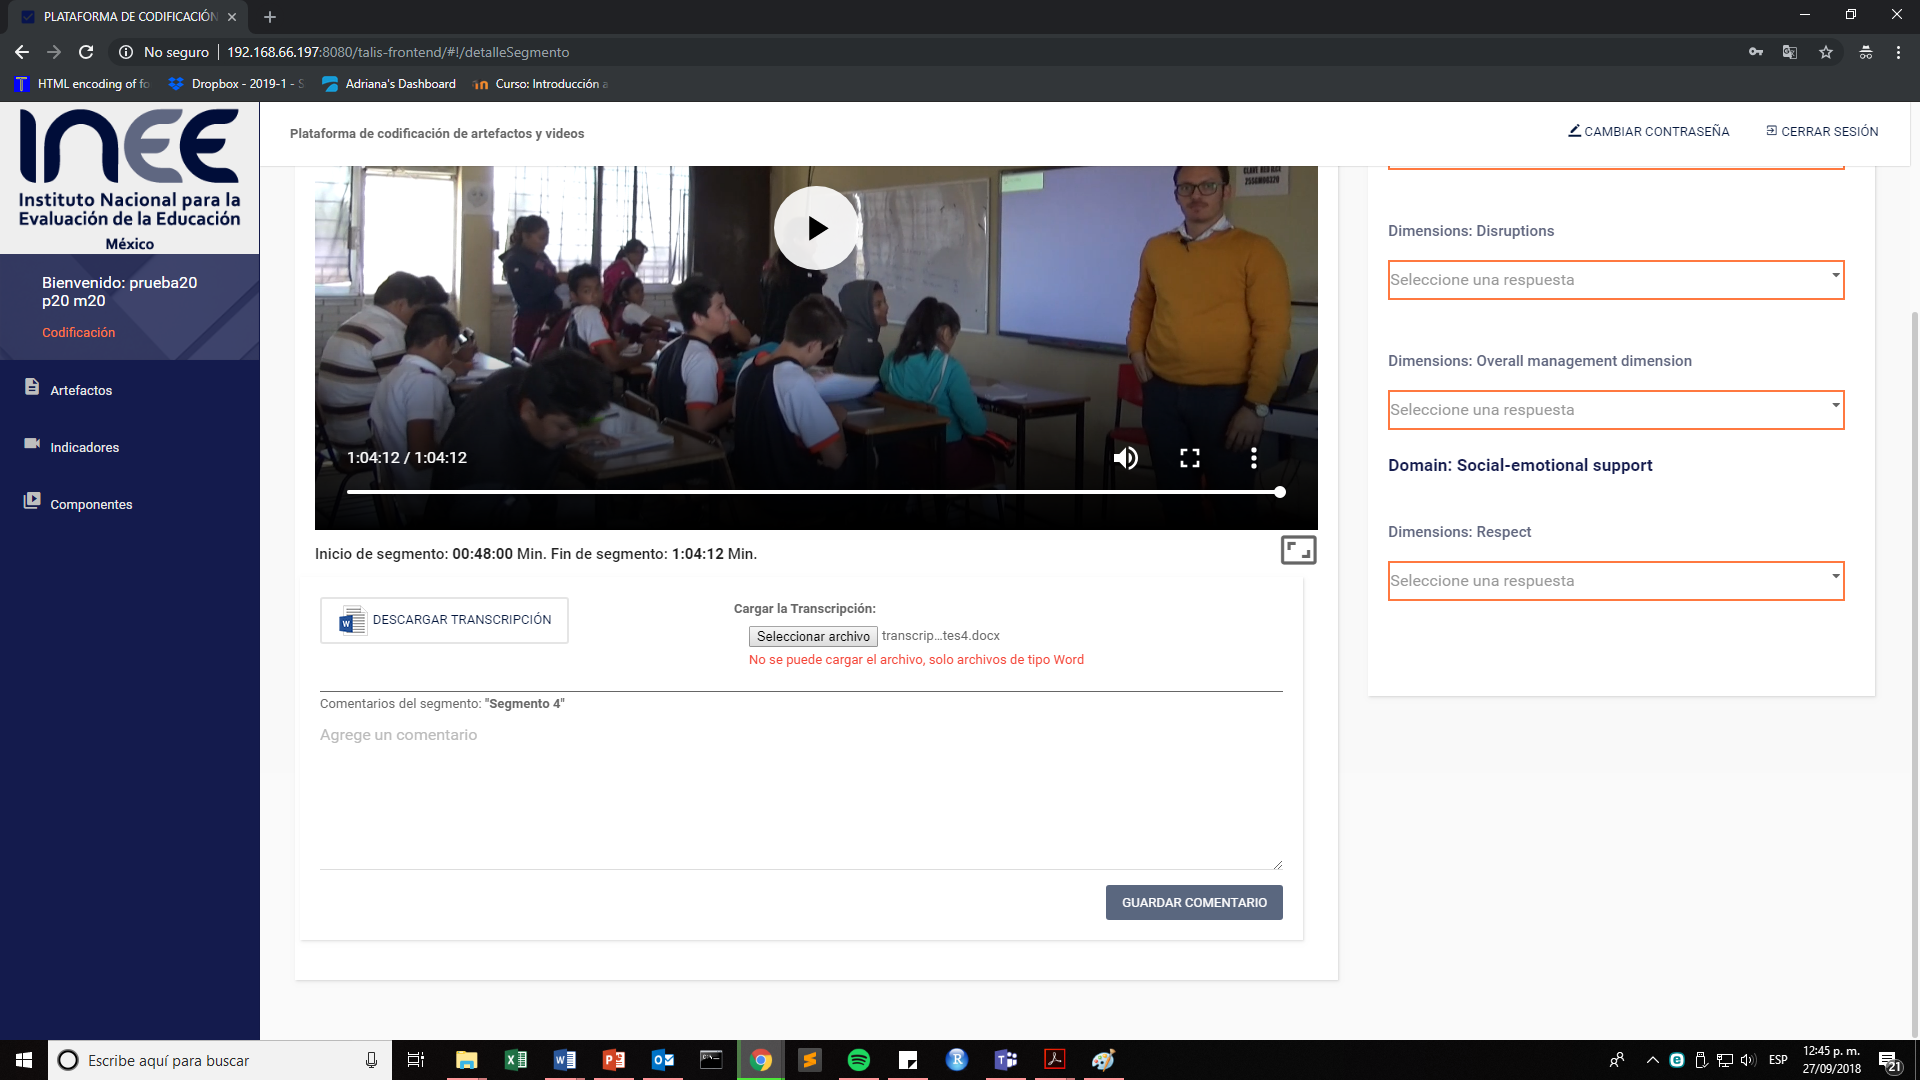 PLATAFORMA DE CODIFICACIÓN
No seguro
192.168.66.197:8080/talis-frontend/#!/detalleSegmento
HTML encoding of fo
Dropbox - 2019-1 - S
Adriana's Dashboard
Curso: Introducción a
INEE
Instituto Nacional para la
Evaluación de la Educación
México
Bienvenido: prueba20
p20 m20
Codificación
Artefactos
Indicadores
Componentes
Plataforma de codificación de artefactos y videos
CAMBIAR CONTRASEÑA
CERRAR SESIÓN
1:04:12 / 1:04:12
Inicio de segmento: 00:48:00 Min. Fin de segmento: 1:04:12 Min.
DESCARGAR TRANSCRIPCIÓN
Cargar la Transcripción:
Seleccionar archivo transcrip...tes4.docx
No se puede cargar el archivo, solo archivos de tipo Word
Comentarios del segmento: "Segmento 4"
Agrege un comentario
GUARDAR COMENTARIO
Dimensions: Disruptions
Seleccione una respuesta
Dimensions: Overall management dimension
Seleccione una respuesta
Domain: Social-emotional support
Dimensions: Respect
Seleccione una respuesta
Escribe aquí para buscar
ESP
12:45 p. m.
27/09/2018
21